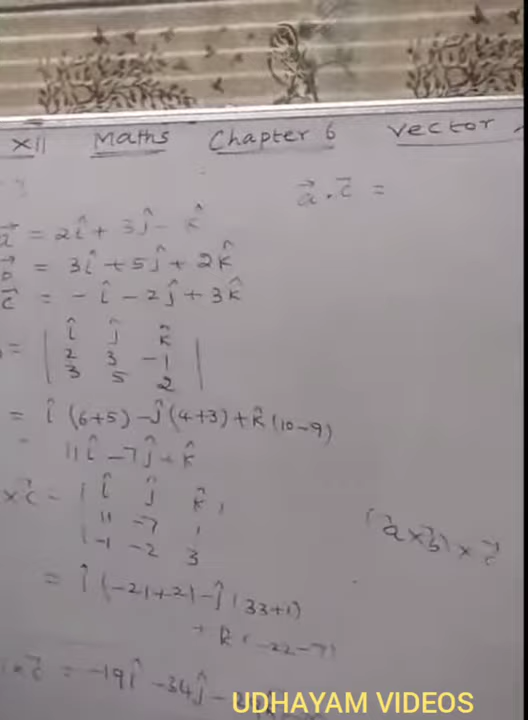 XII Maths Chapter 6 Vector
a⃗ . c⃗ =
a⃗ = 2î + 3ĵ - k̂
b⃗ = 3î + 5ĵ + 2k̂
c⃗ = - î - 2ĵ + 3k̂
= | î ĵ k̂ |
2 3 -1
3 5 2
= î (6+5) - ĵ (4+3) + k̂ (10-9)
= 11î - 7ĵ + k̂
× c⃗ = | î ĵ k̂ |
11 -7 1
-1 -2 3
(a⃗ × b⃗) × c⃗
= î (-21+2) - ĵ (33+1)
+ k̂ (-22-7)
× c⃗ = -19î - 34ĵ -
UDHAYAM VIDEOS